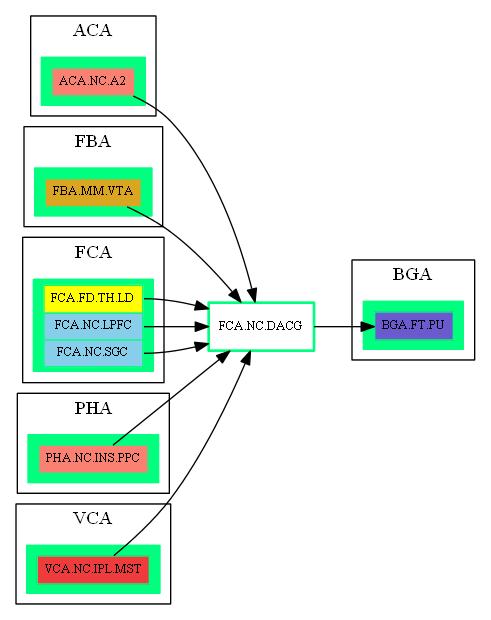 ACA
ACA.NC.A2
FBA
FBA.MM.VTA
FCA
FCA.FD.TH.LD
FCA.NC.LPFC
FCA.NC.SGC
FCA.NC.DACG
BGA
BGA.FT.PU
PHA
PHA.NC.INS.PPC
VCA
VCA.NC.IPL.MST